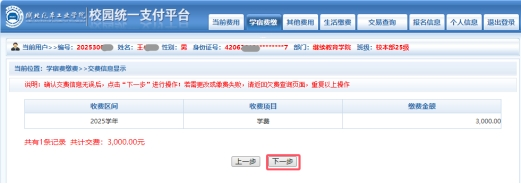 湖北汽车工业学院 校园统一支付平台
当前费用 学宿费缴 其他费用 生活缴费 交易查询 报名信息 个人信息 退出登录
当前用户>>编号：202530 姓名：王 性别：男 身份证号：42062********7 部门：继续教育学院 班级：校本部25级
当前位置：学宿费缴费->交费信息显示
说明：确认交费信息无误后，点击“下一步”进行操作！若需更改或缴费失败，请返回欠费查询页面，重复以上操作
收费区间 收费项目 缴费金额
2025学年 学费 3,000.00
共有1条记录 共计交费：3,000.00元
上一步 下一步